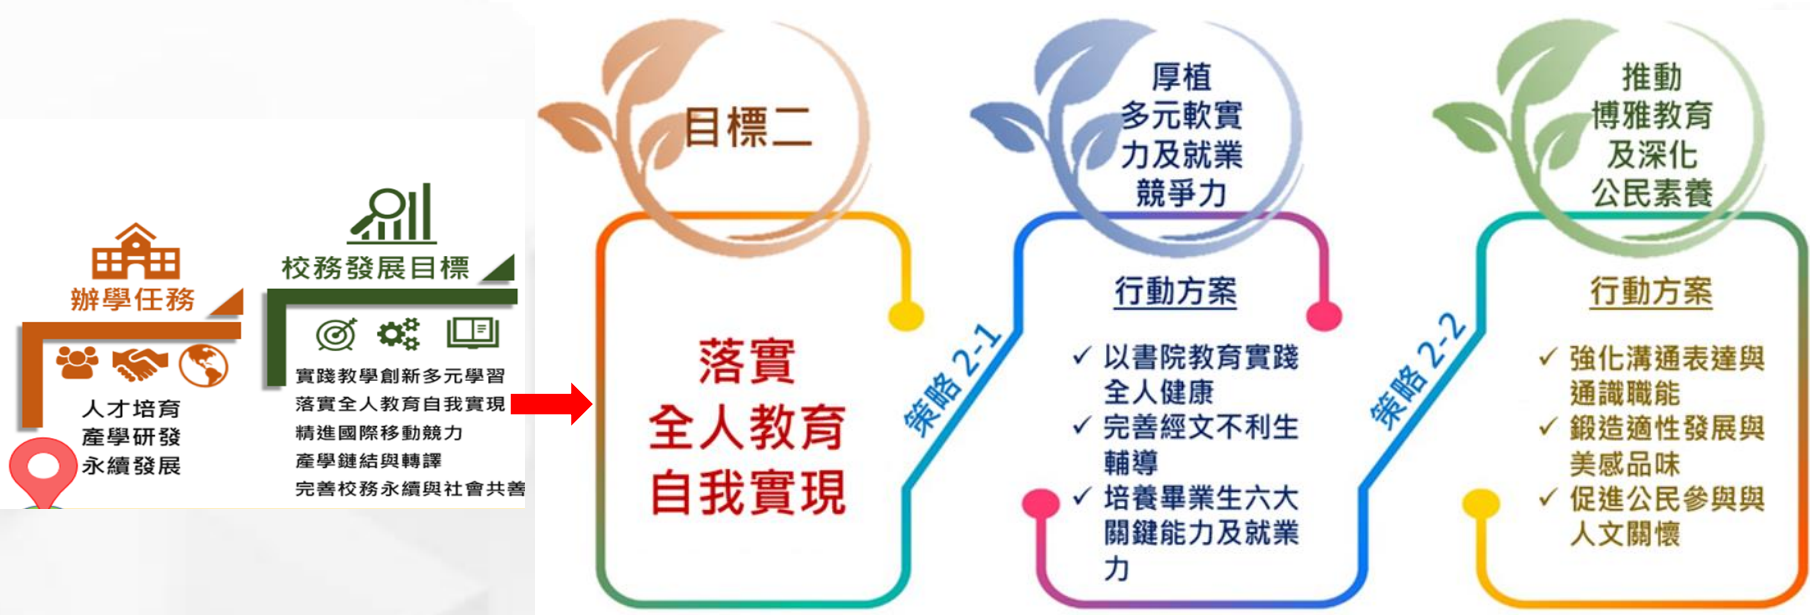 辦學任務
人才培育
產學研發
永續發展
校務發展目標
實踐教學創新多元學習
落實全人教育自我實現
精進國際移動競力
產學鏈結與轉譯
完善校務永續與社會共善
目標二
落實
全人教育
自我實現
策略 2-1
厚植
多元軟實
力及就業
競爭力
行動方案
✓ 以書院教育實踐
全人健康
✓ 完善經文不利生
輔導
✓ 培養畢業生六大
關鍵能力及就業
力
策略 2-2
推動
博雅教育
及深化
公民素養
行動方案
✓ 強化溝通表達與
通識職能
✓ 鍛造適性發展與
美感品味
✓ 促進公民參與與
人文關懷